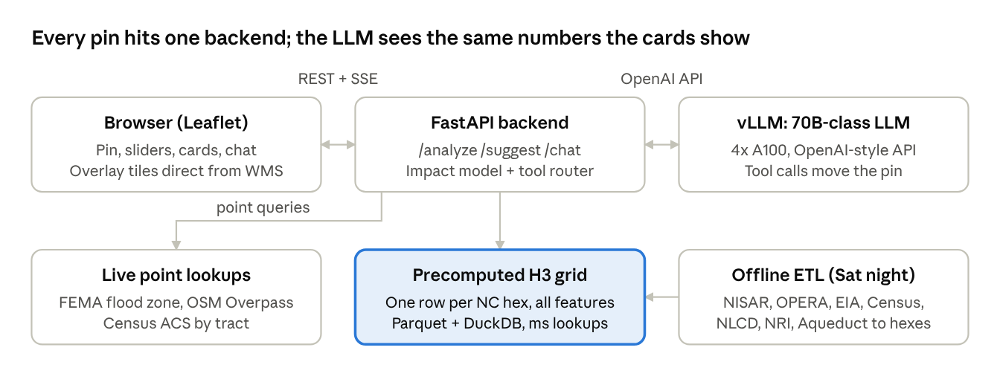 Every pin hits one backend; the LLM sees the same numbers the cards show
REST + SSE
OpenAI API
Browser (Leaflet)
Pin, sliders, cards, chat
Overlay tiles direct from WMS
FastAPI backend
/analyze /suggest /chat
Impact model + tool router
vLLM: 70B-class LLM
4x A100, OpenAI-style API
Tool calls move the pin
point queries
Live point lookups
FEMA flood zone, OSM Overpass
Census ACS by tract
Precomputed H3 grid
One row per NC hex, all features
Parquet + DuckDB, ms lookups
Offline ETL (Sat night)
NISAR, OPERA, EIA, Census,
NLCD, NRI, Aqueduct to hexes